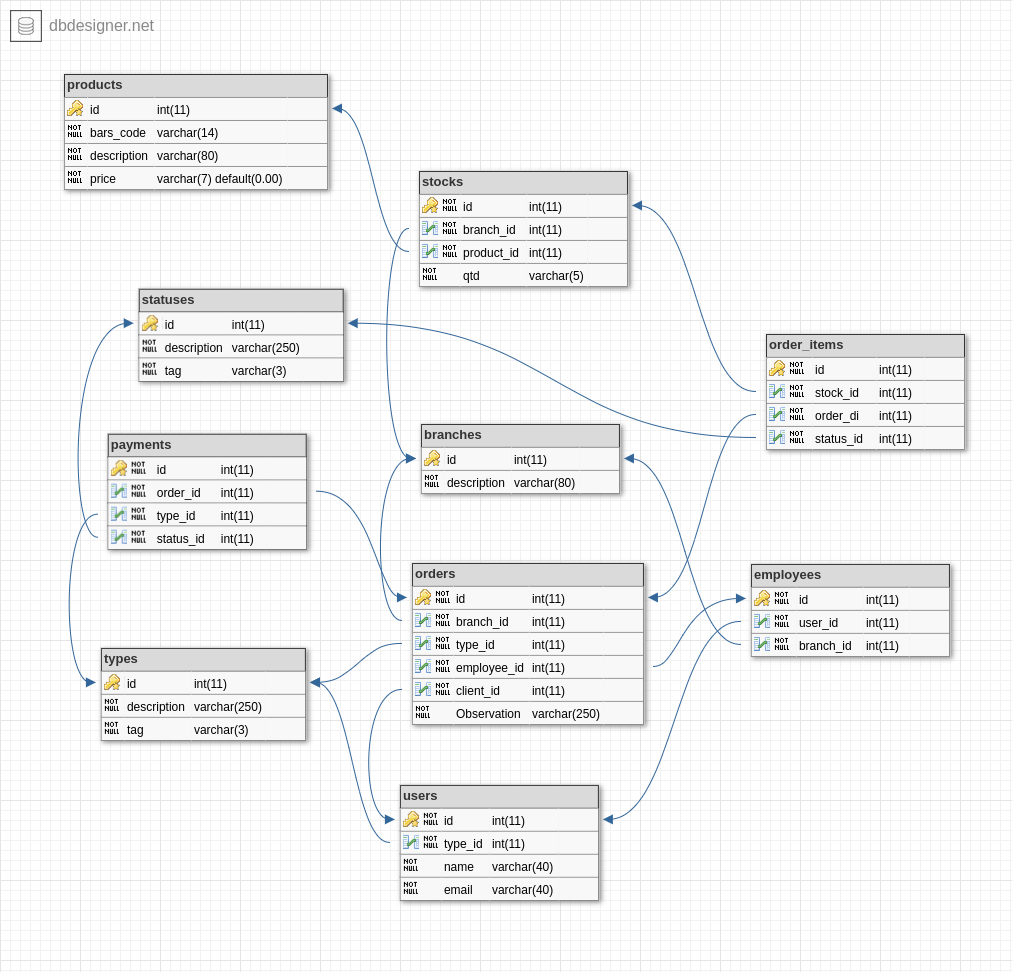 dbdesigner.net
products
id int(11)
NOT NULL bars_code varchar(14)
NOT NULL description varchar(80)
NOT NULL price varchar(7) default(0.00)
stocks
NOT NULL id int(11)
NOT NULL branch_id int(11)
NOT NULL product_id int(11)
NOT NULL qtd varchar(5)
statuses
id int(11)
NOT NULL description varchar(250)
NOT NULL tag varchar(3)
order_items
NOT NULL id int(11)
NOT NULL stock_id int(11)
NOT NULL order_di int(11)
NOT NULL status_id int(11)
payments
NOT NULL id int(11)
NOT NULL order_id int(11)
NOT NULL type_id int(11)
NOT NULL status_id int(11)
branches
id int(11)
NOT NULL description varchar(80)
orders
NOT NULL id int(11)
NOT NULL branch_id int(11)
NOT NULL type_id int(11)
NOT NULL employee_id int(11)
NOT NULL client_id int(11)
NOT NULL Observation varchar(250)
employees
NOT NULL id int(11)
NOT NULL user_id int(11)
NOT NULL branch_id int(11)
types
id int(11)
NOT NULL description varchar(250)
NOT NULL tag varchar(3)
users
NOT NULL id int(11)
NOT NULL type_id int(11)
NOT NULL name varchar(40)
NOT NULL email varchar(40)